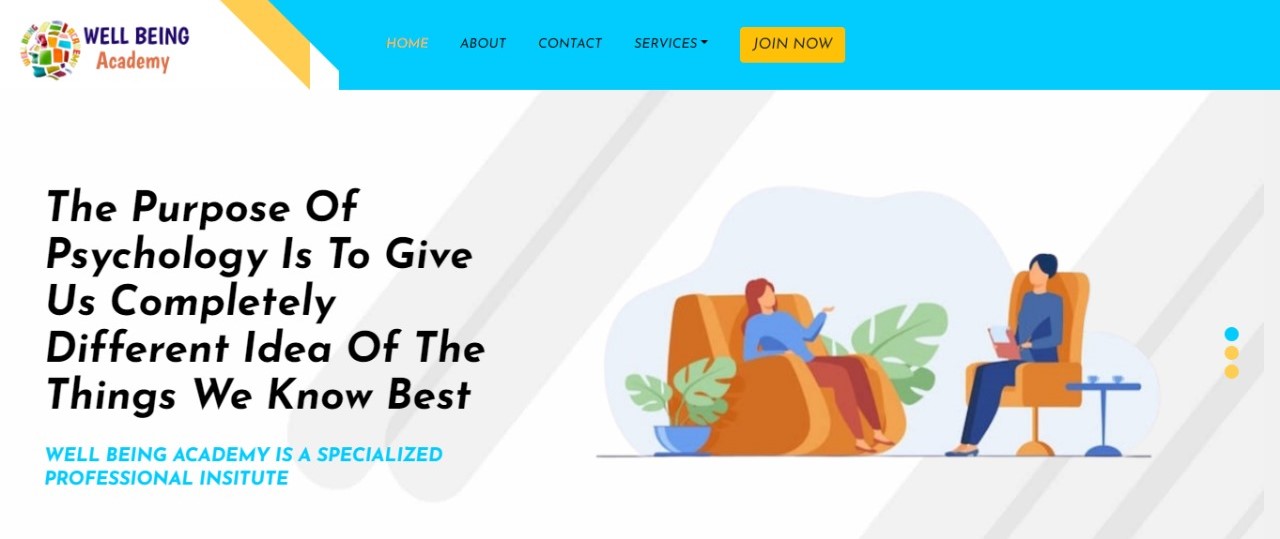 WELL BEING
Academy
HOME ABOUT CONTACT SERVICES JOIN NOW
The Purpose Of
Psychology Is To Give
Us Completely
Different Idea Of The
Things We Know Best
WELL BEING ACADEMY IS A SPECIALIZED
PROFESSIONAL INSITUTE